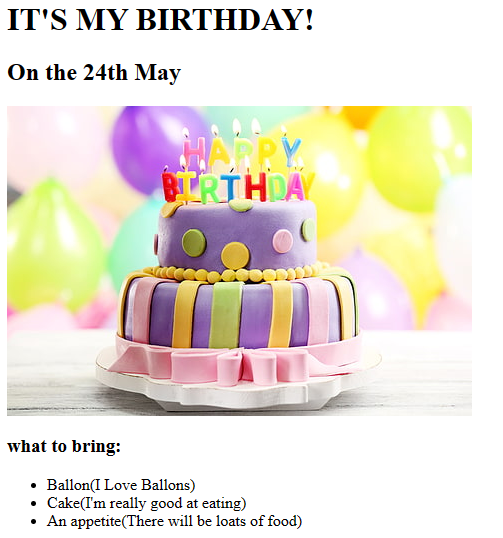 IT'S MY BIRTHDAY!
On the 24th May
HAPPY
BIRTHDAY
what to bring:
Ballon(I Love Ballons)
Cake(I'm really good at eating)
An appetite(There will be loats of food)